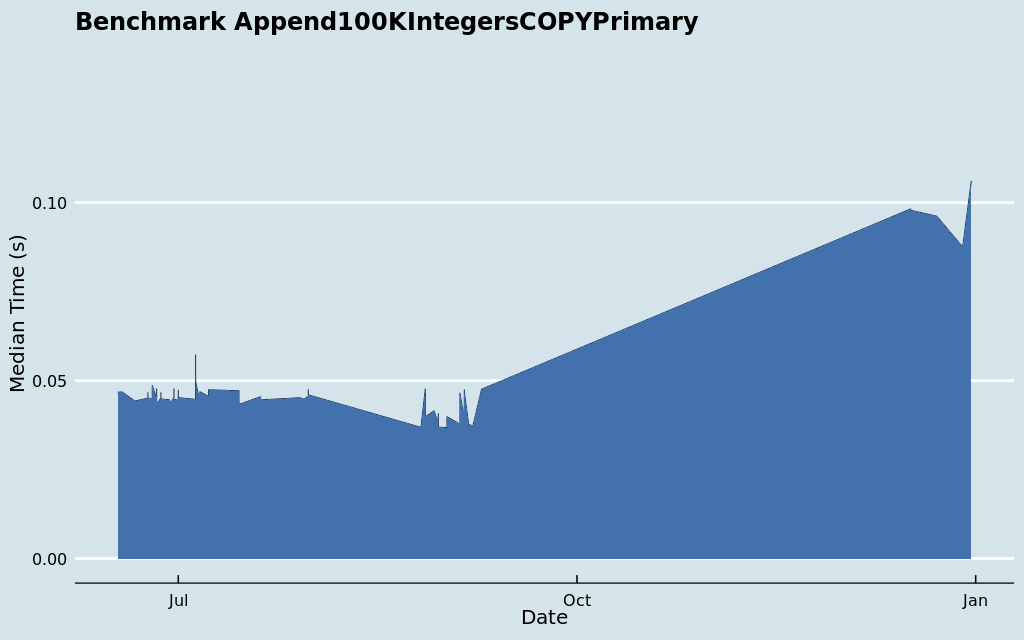 Benchmark Append100KIntegersCOPYPrimary
0.10
0.05
0.00
Median Time (s)
Jul Oct Jan
Date